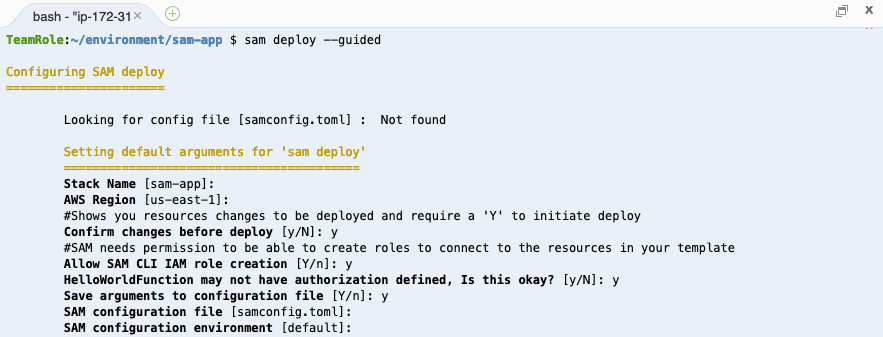 bash - "ip-172-31
TeamRole:~/environment/sam-app $ sam deploy --guided
Configuring SAM deploy
======================
Looking for config file [samconfig.toml] :  Not found
Setting default arguments for 'sam deploy'
=========================================
Stack Name [sam-app]:
AWS Region [us-east-1]:
#Shows you resources changes to be deployed and require a 'Y' to initiate deploy
Confirm changes before deploy [y/N]: y
#SAM needs permission to be able to create roles to connect to the resources in your template
Allow SAM CLI IAM role creation [Y/n]: y
HelloWorldFunction may not have authorization defined, Is this okay? [y/N]: y
Save arguments to configuration file [Y/n]: y
SAM configuration file [samconfig.toml]:
SAM configuration environment [default]: